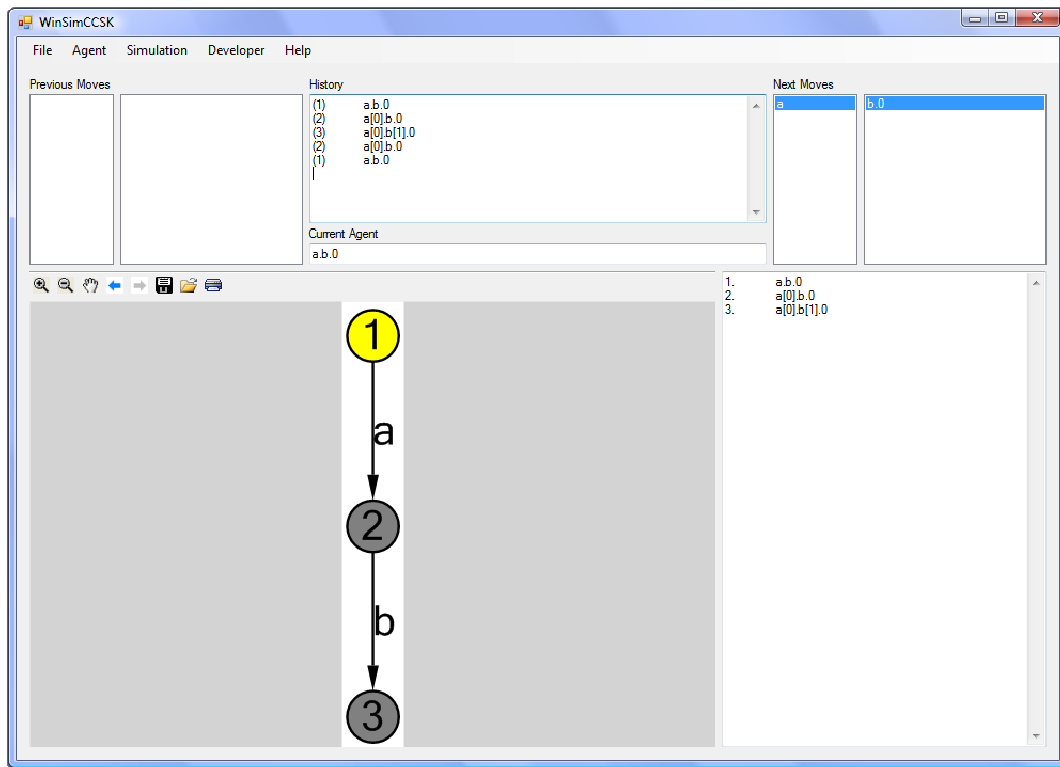 WinSimCCSK
File Agent Simulation Developer Help
Previous Moves
History
(1) a.b.0
(2) a[0].b.0
(3) a[0].b[1].0
(2) a[0].b.0
(1) a.b.0
Next Moves
a b.0
Current Agent
a.b.0
1
a
2
b
3
1. a.b.0
2. a[0].b.0
3. a[0].b[1].0